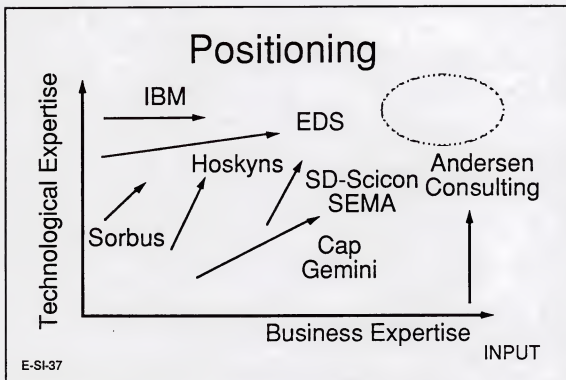 Positioning
Technological Expertise
IBM
EDS
Hoskyns
Andersen
Consulting
SD-Scicon
SEMA
Sorbus
Cap
Gemini
Business Expertise
INPUT
E-SI-37